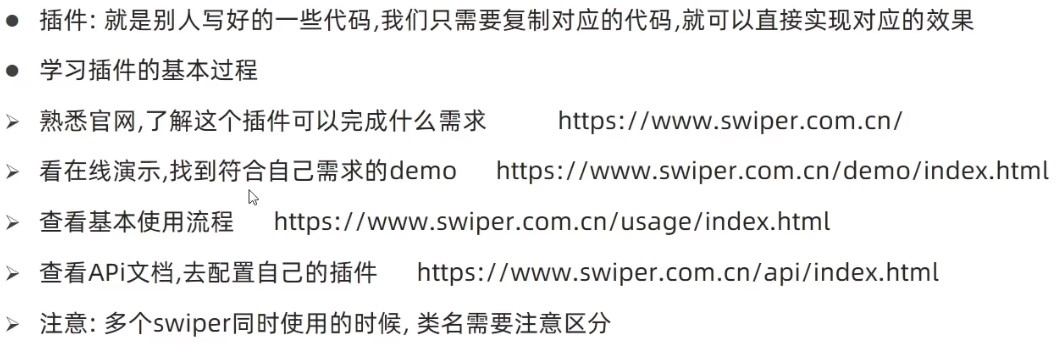 ● 插件: 就是别人写好的一些代码,我们只需要复制对应的代码,就可以直接实现对应的效果
● 学习插件的基本过程
➢ 熟悉官网,了解这个插件可以完成什么需求 https://www.swiper.com.cn/
➢ 看在线演示,找到符合自己需求的demo https://www.swiper.com.cn/demo/index.html
➢ 查看基本使用流程 https://www.swiper.com.cn/usage/index.html
➢ 查看APi文档,去配置自己的插件 https://www.swiper.com.cn/api/index.html
➢ 注意: 多个swiper同时使用的时候, 类名需要注意区分